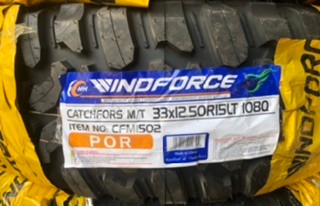 WINDFORCE
CATCHFORS M/T 33x12.50R15LT 108Q
ITEM NO. CFM1502
POR